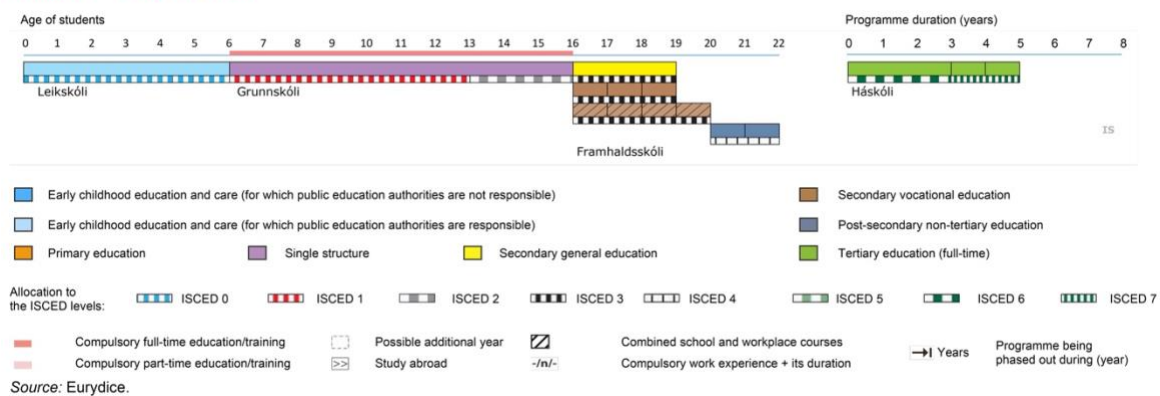 Age of students
Programme duration (years)
0 1 2 3 4 5 6 7 8 9 10 11 12 13 14 15 16 17 18 19 20 21 22
0 1 2 3 4 5 6 7 8
Leikskóli
Grunnskóli
Háskóli
IS
Framhaldsskóli
Early childhood education and care (for which public education authorities are not responsible)
Secondary vocational education
Early childhood education and care (for which public education authorities are responsible)
Post-secondary non-tertiary education
Primary education
Single structure
Secondary general education
Tertiary education (full-time)
Allocation to
the ISCED levels:
ISCED 0
ISCED 1
ISCED 2
ISCED 3
ISCED 4
ISCED 5
ISCED 6
ISCED 7
Compulsory full-time education/training
Possible additional year
Combined school and workplace courses
Years
Programme being
phased out during (year)
Compulsory part-time education/training
>> Study abroad
-/n/- Compulsory work experience + its duration
Source: Eurydice.